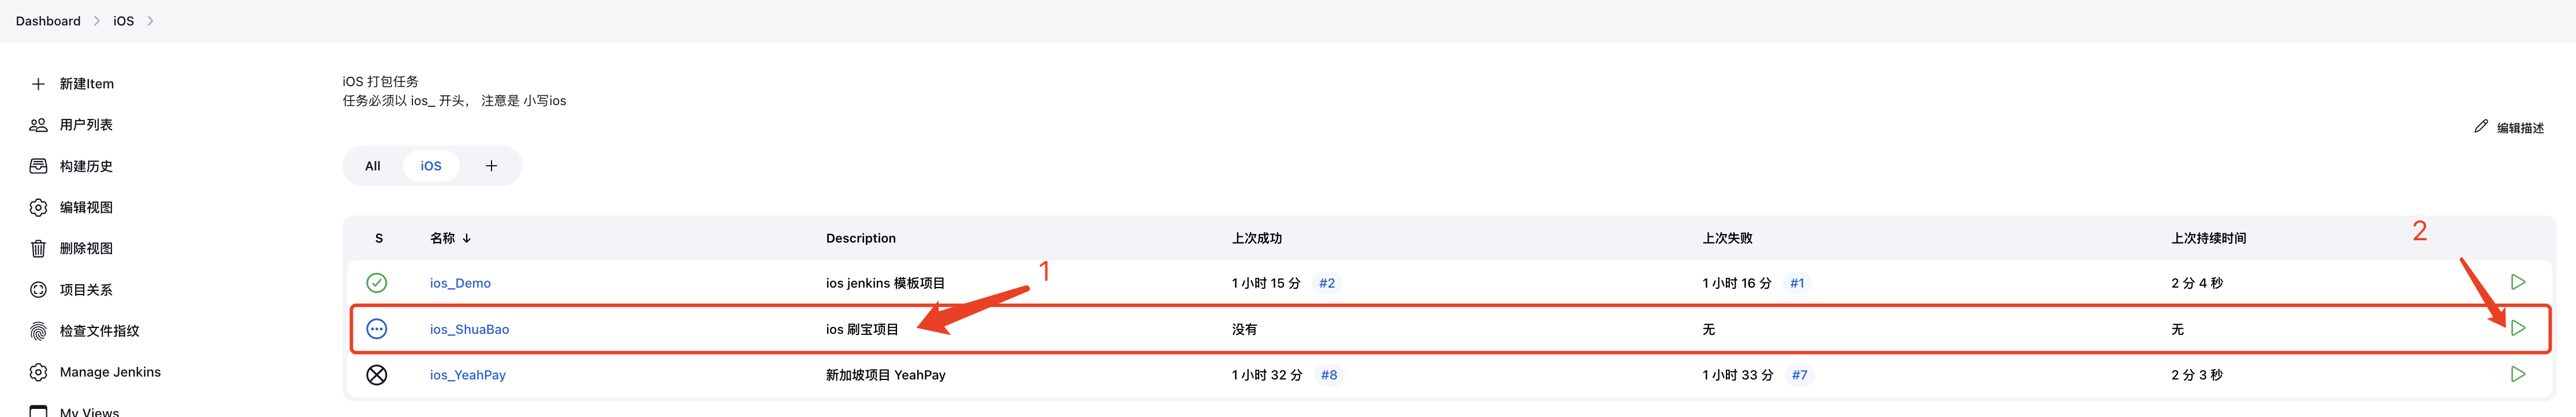 Dashboard > iOS >
新建Item
用户列表
构建历史
编辑视图
删除视图
项目关系
检查文件指纹
Manage Jenkins
My Views
iOS 打包任务
任务必须以 ios_ 开头， 注意是 小写ios
编辑描述
All iOS +
S 名称 ↓ Description 上次成功 上次失败 上次持续时间
ios_Demo ios jenkins 模板项目 1 小时 15 分 #2 1 小时 16 分 #1 2 分 4 秒
ios_ShuaBao ios 刷宝项目 没有 无 无
ios_YeahPay 新加坡项目 YeahPay 1 小时 32 分 #8 1 小时 33 分 #7 2 分 3 秒
1
2